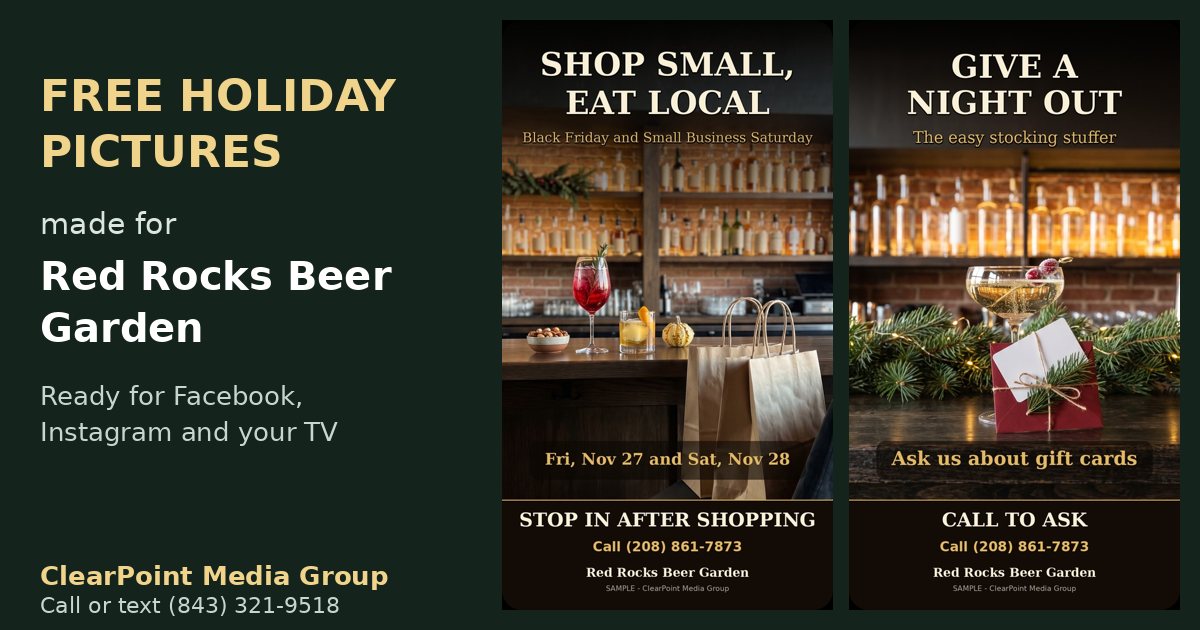 FREE HOLIDAY
PICTURES
made for
Red Rocks Beer
Garden
Ready for Facebook,
Instagram and your TV
ClearPoint Media Group
Call or text (843) 321-9518
SHOP SMALL,
EAT LOCAL
Black Friday and Small Business Saturday
Fri, Nov 27 and Sat, Nov 28
STOP IN AFTER SHOPPING
Call (208) 861-7873
Red Rocks Beer Garden
SAMPLE - ClearPoint Media Group
GIVE A
NIGHT OUT
The easy stocking stuffer
Ask us about gift cards
CALL TO ASK
Call (208) 861-7873
Red Rocks Beer Garden
SAMPLE - ClearPoint Media Group